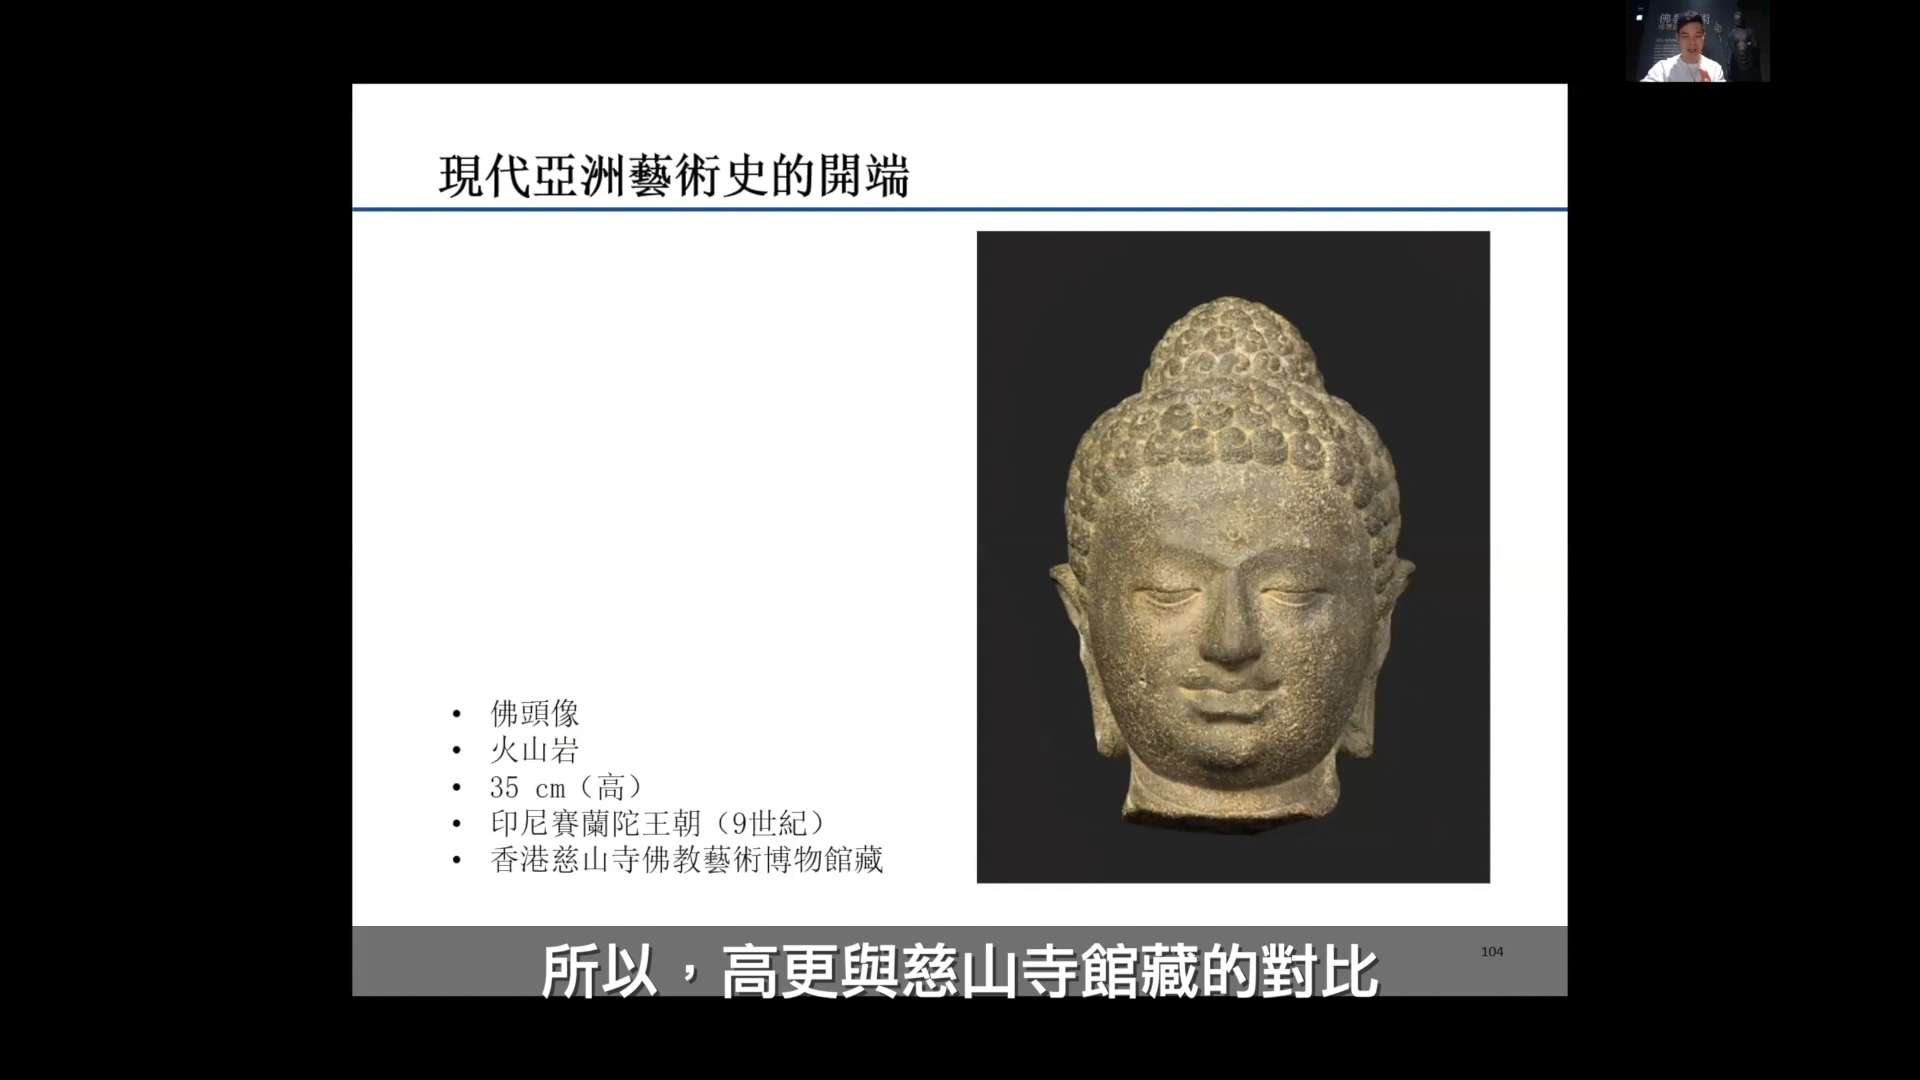 現代亞洲藝術史的開端
• 佛頭像
• 火山岩
• 35 cm（高）
• 印尼賽蘭陀王朝（9世紀）
• 香港慈山寺佛教藝術博物館藏
所以，高更與慈山寺館藏的對比
104